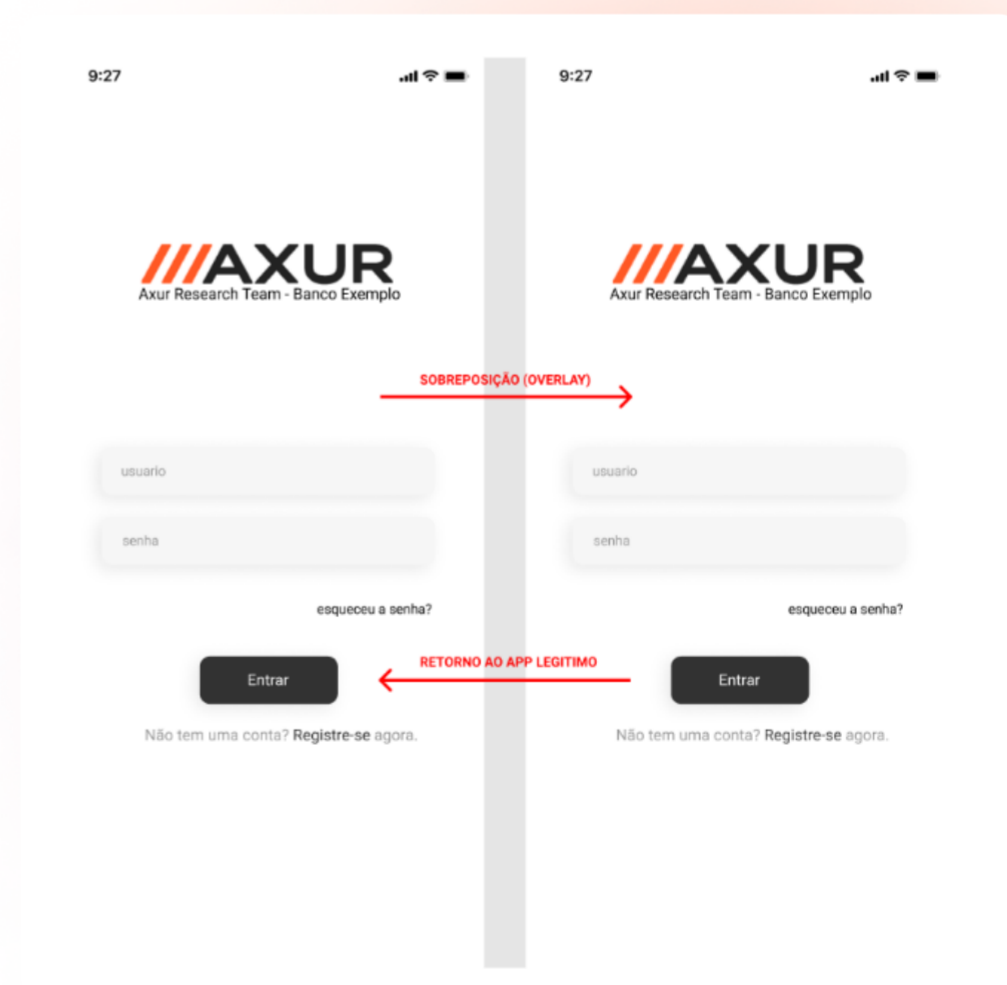 9:27
AXUR
Axur Research Team - Banco Exemplo
usuario
senha
esqueceu a senha?
Entrar
Não tem uma conta? Registre-se agora.
SOBREPOSIÇÃO (OVERLAY)
RETORNO AO APP LEGITIMO
9:27
AXUR
Axur Research Team - Banco Exemplo
usuario
senha
esqueceu a senha?
Entrar
Não tem uma conta? Registre-se agora.